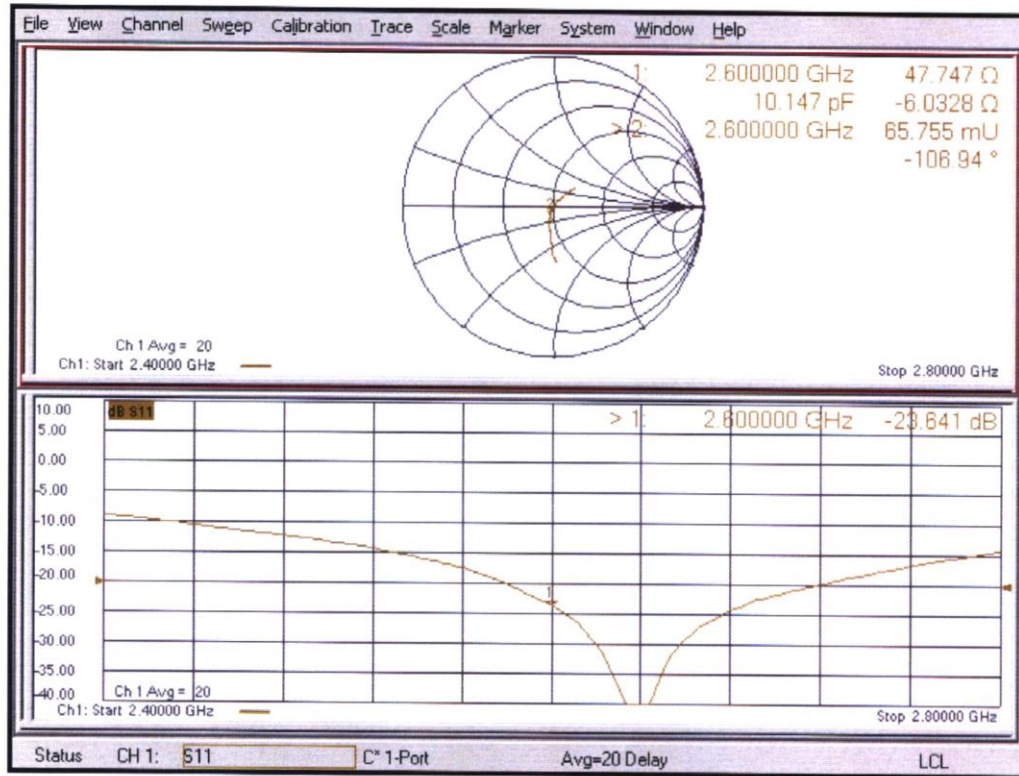 File View Channel Sweep Calibration Trace Scale Marker System Window Help
1: 2.600000 GHz 47.747 Ω
10.147 pF -6.0328 Ω
> 2: 2.600000 GHz 65.755 mU
-106.94 °
Ch 1 Avg = 20
Ch1: Start 2.40000 GHz
Stop 2.80000 GHz
10.00
dB S11
> 1: 2.600000 GHz -23.641 dB
5.00
0.00
-5.00
-10.00
-15.00
-20.00
-25.00
1
-30.00
-35.00
-40.00
Ch 1 Avg = 20
Ch1: Start 2.40000 GHz
Stop 2.80000 GHz
Status CH 1: S11 C* 1-Port Avg=20 Delay LCL